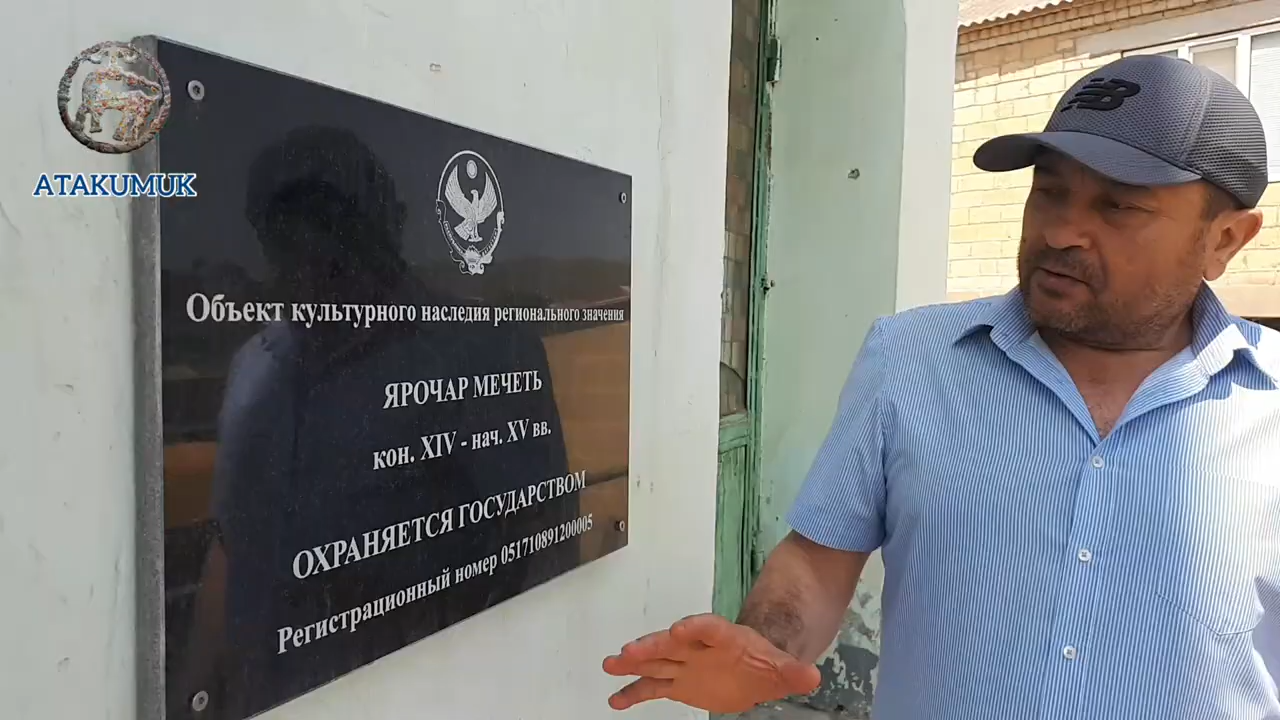 ATAKUMUK
Объект культурного наследия регионального значения
ЯРОЧАР МЕЧЕТЬ
кон. XIV - нач. XV вв.
ОХРАНЯЕТСЯ ГОСУДАРСТВОМ
Регистрационный номер 051710891200005